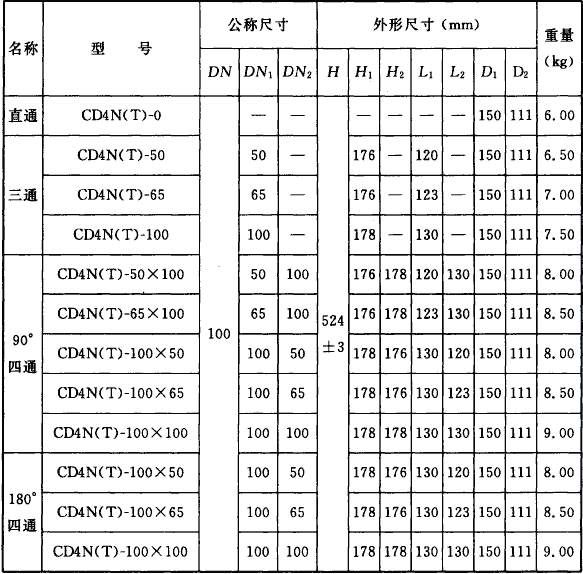 名称 型 号 公称尺寸 外形尺寸(mm) 重量(kg)
DN DN₁ DN₂ H H₁ H₂ L₁ L₂ D₁ D₂
直通 CD4N(T)-0 — — — — — — — 150 111 6.00
三通 CD4N(T)-50 50 — 176 — 120 — 150 111 6.50
CD4N(T)-65 65 — 176 — 123 — 150 111 7.00
CD4N(T)-100 100 — 178 — 130 — 150 111 7.50
90°四通 CD4N(T)-50×100 50 100 176 178 120 130 150 111 8.00
CD4N(T)-65×100 100 65 100 524±3 176 178 123 130 150 111 8.50
CD4N(T)-100×50 100 50 178 176 130 120 150 111 8.00
CD4N(T)-100×65 100 65 178 176 130 123 150 111 8.50
CD4N(T)-100×100 100 100 178 178 130 130 150 111 9.00
180°四通 CD4N(T)-100×50 100 50 178 176 130 120 150 111 8.00
CD4N(T)-100×65 100 65 178 176 130 123 150 111 8.50
CD4N(T)-100×100 100 100 178 178 130 130 150 111 9.00